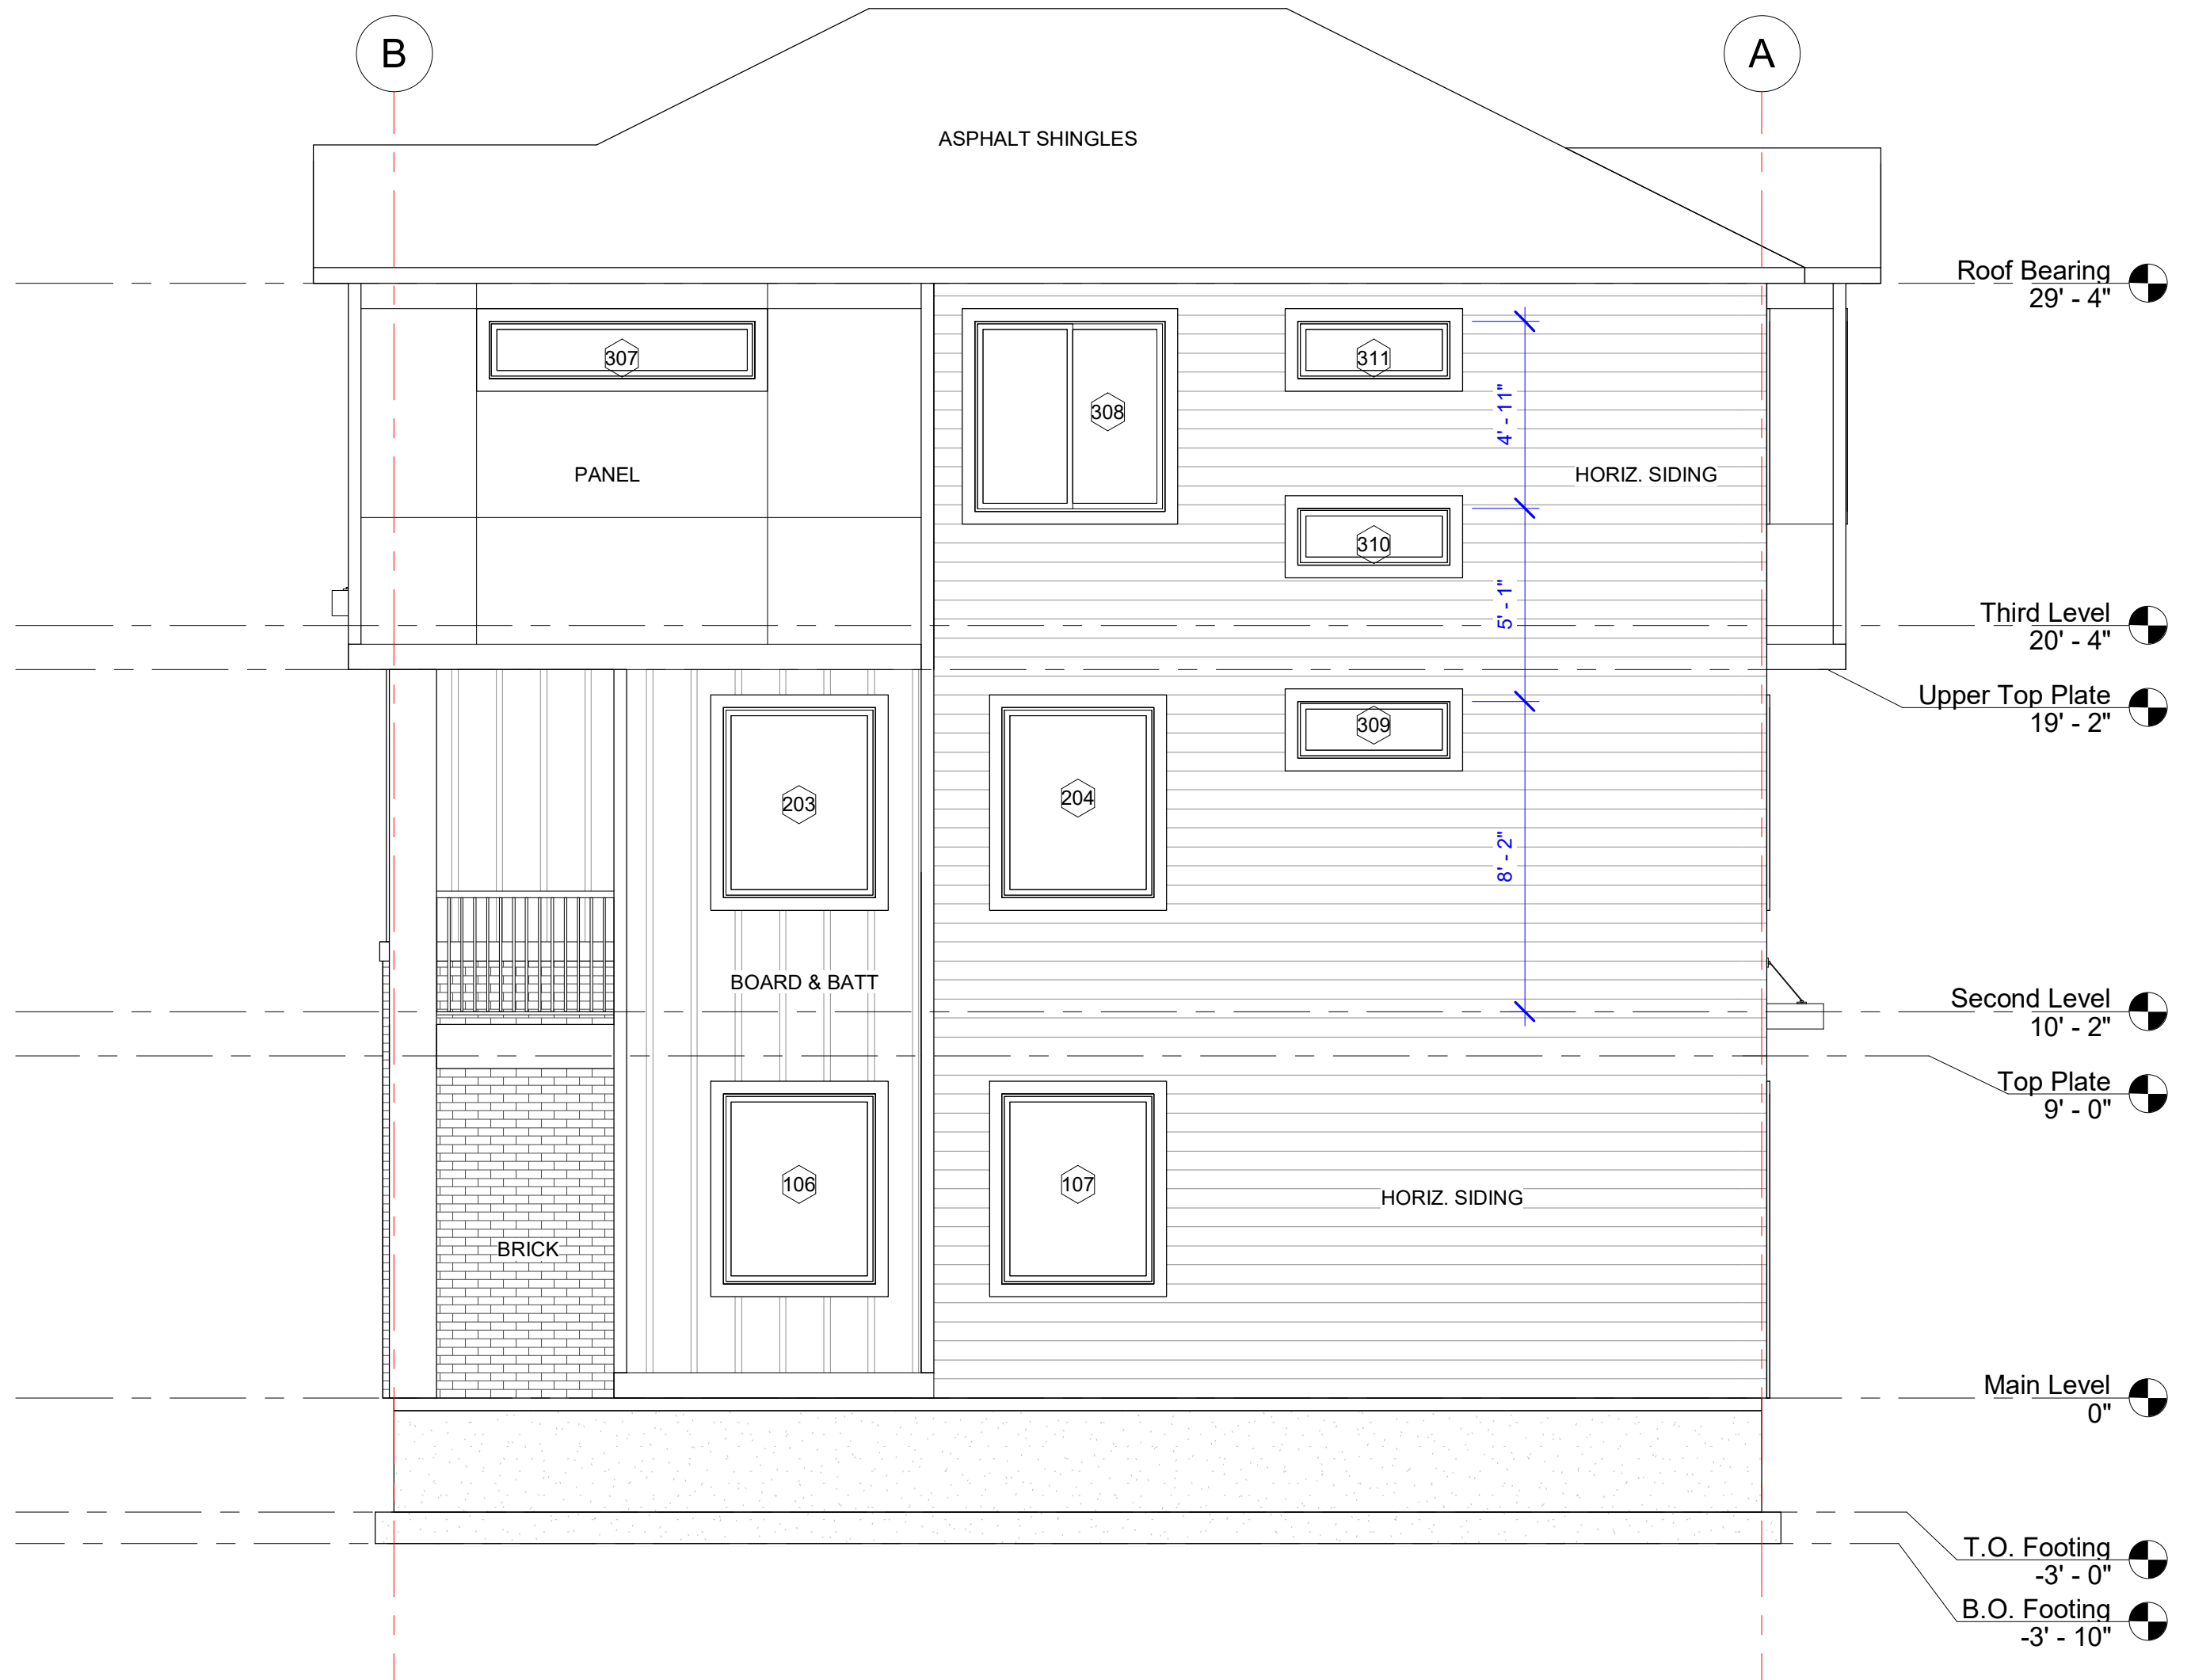 B
A
ASPHALT SHINGLES
Roof Bearing
29' - 4"
307
311
308
4' - 11"
PANEL
HORIZ. SIDING
310
5' - 1"
Third Level
20' - 4"
Upper Top Plate
19' - 2"
309
203
204
8' - 2"
BOARD & BATT
Second Level
10' - 2"
Top Plate
9' - 0"
106
107
HORIZ. SIDING
BRICK
Main Level
0"
T.O. Footing
-3' - 0"
B.O. Footing
-3' - 10"